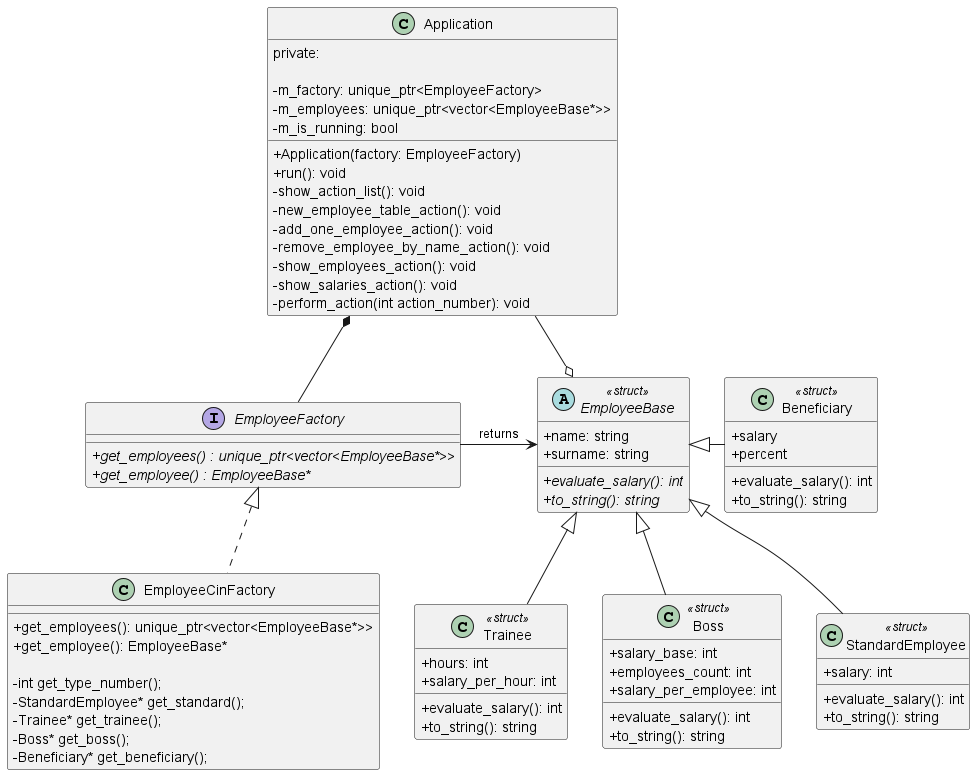 C Application
private:
-m_factory: unique_ptr<EmployeeFactory>
-m_employees: unique_ptr<vector<EmployeeBase*>>
-m_is_running: bool
+Application(factory: EmployeeFactory)
+run(): void
-show_action_list(): void
-new_employee_table_action(): void
-add_one_employee_action(): void
-remove_employee_by_name_action(): void
-show_employees_action(): void
-show_salaries_action(): void
-perform_action(int action_number): void
I EmployeeFactory
+get_employees() : unique_ptr<vector<EmployeeBase*>>
+get_employee() : EmployeeBase*
returns
«struct»
A EmployeeBase
+name: string
+surname: string
+evaluate_salary(): int
+to_string(): string
«struct»
C Beneficiary
+salary
+percent
+evaluate_salary(): int
+to_string(): string
C EmployeeCinFactory
+get_employees(): unique_ptr<vector<EmployeeBase*>>
+get_employee(): EmployeeBase*
-int get_type_number();
-StandardEmployee* get_standard();
-Trainee* get_trainee();
-Boss* get_boss();
-Beneficiary* get_beneficiary();
«struct»
C Trainee
+hours: int
+salary_per_hour: int
+evaluate_salary(): int
+to_string(): string
«struct»
C Boss
+salary_base: int
+employees_count: int
+salary_per_employee: int
+evaluate_salary(): int
+to_string(): string
«struct»
C StandardEmployee
+salary: int
+evaluate_salary(): int
+to_string(): string